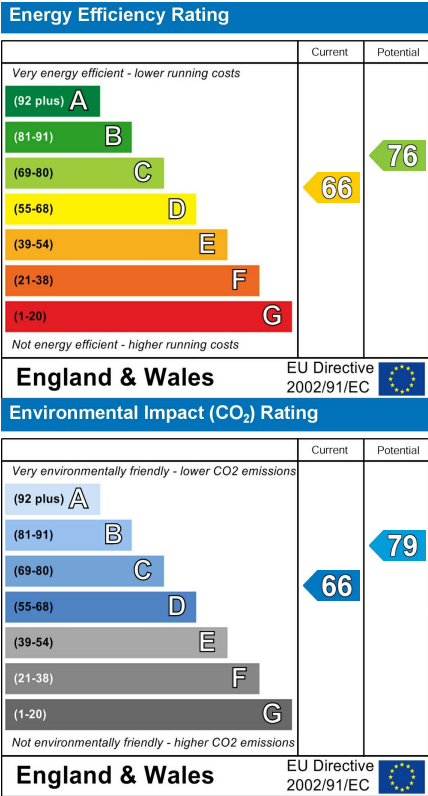 Energy Efficiency Rating
Current Potential
Very energy efficient - lower running costs
(92 plus) A
(81-91) B
(69-80) C
(55-68) D
(39-54) E
(21-38) F
(1-20) G
66
76
Not energy efficient - higher running costs
England & Wales
EU Directive
2002/91/EC
Environmental Impact (CO₂) Rating
Current Potential
Very environmentally friendly - lower CO2 emissions
(92 plus) A
(81-91) B
(69-80) C
(55-68) D
(39-54) E
(21-38) F
(1-20) G
66
79
Not environmentally friendly - higher CO2 emissions
England & Wales
EU Directive
2002/91/EC